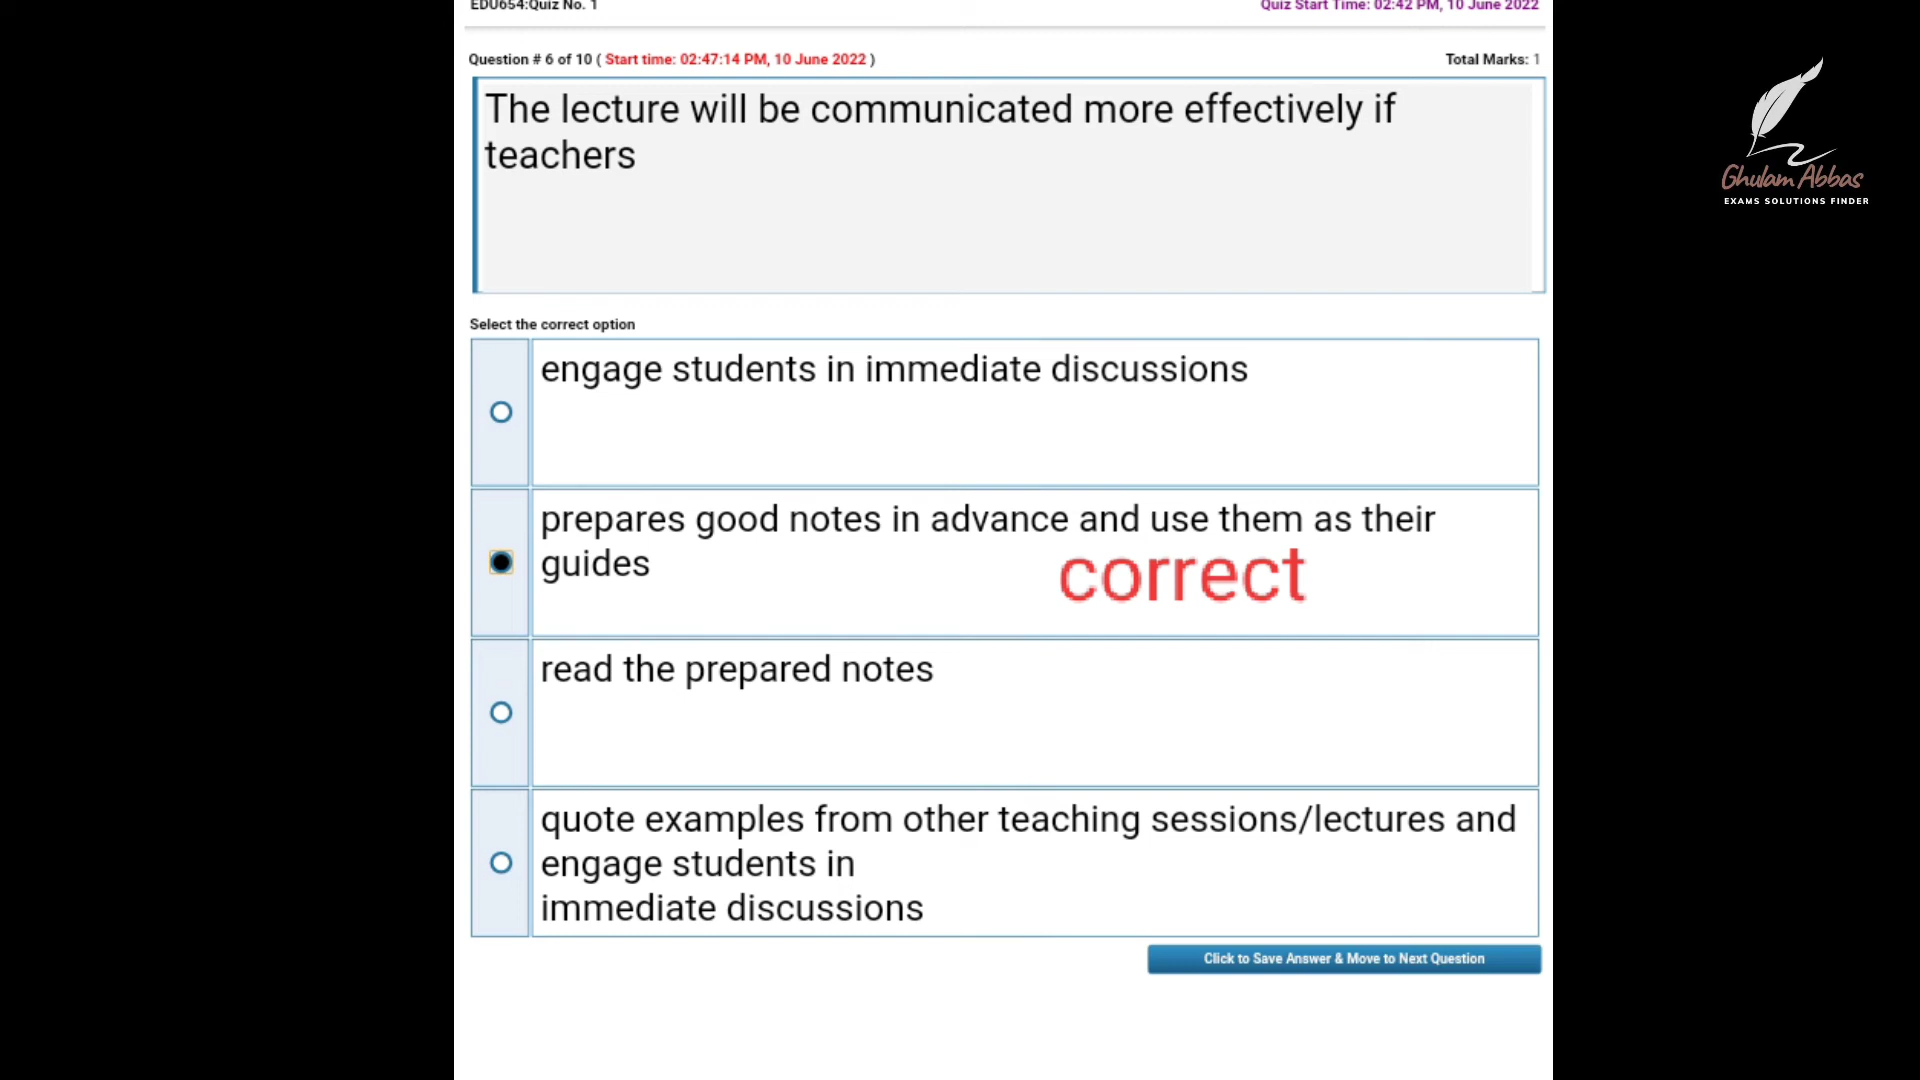 EDU654:Quiz No. 1
Quiz Start Time: 02:42 PM, 10 June 2022
Question # 6 of 10 ( Start time: 02:47:14 PM, 10 June 2022 )
Total Marks: 1
The lecture will be communicated more effectively if
teachers
Select the correct option
engage students in immediate discussions
prepares good notes in advance and use them as their
guides
correct
read the prepared notes
quote examples from other teaching sessions/lectures and
engage students in
immediate discussions
Click to Save Answer & Move to Next Question
Ghulam Abbas
EXAMS SOLUTIONS FINDER